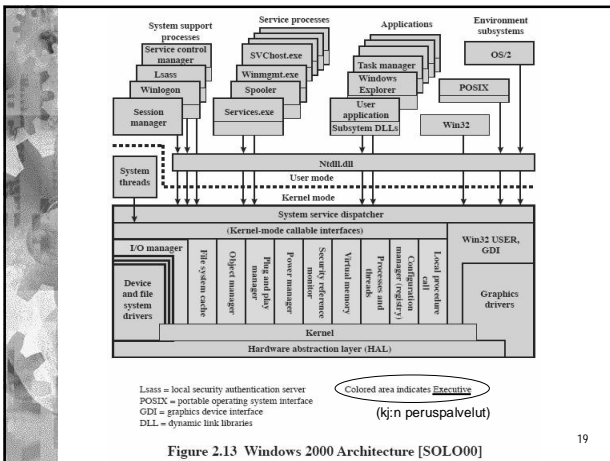 System support
processes
Service processes
Applications
Environment
subsystems
Service control
manager
Lsass
Winlogon
Session
manager
SVChost.exe
Winmgmt.exe
Spooler
Services.exe
Task manager
Windows
Explorer
User
application
Subsytem DLLs
OS/2
POSIX
Win32
System
threads
Ntdll.dll
User mode
Kernel mode
System service dispatcher
(Kernel-mode callable interfaces)
I/O manager
Device
and file
system
drivers
File system cache
Object manager
Plug and play
manager
Power manager
Security reference
monitor
Virtual memory
Processes and
threads
Configuration
manager (registry)
Local procedure
call
Win32 USER,
GDI
Graphics
drivers
Kernel
Hardware abstraction layer (HAL)
Lsass = local security authentication server
POSIX = portable operating system interface
GDI = graphics device interface
DLL = dynamic link libraries
Colored area indicates Executive
(kj:n peruspalvelut)
Figure 2.13 Windows 2000 Architecture [SOLO00]
19